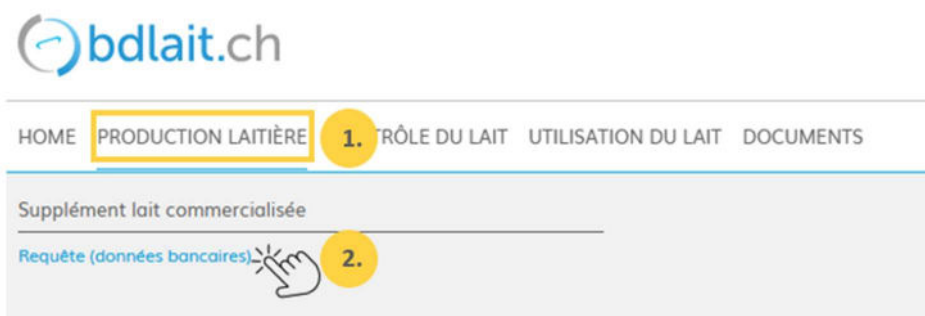 bdlait.ch
HOME PRODUCTION LAITIÈRE 1. TRÔLE DU LAIT UTILISATION DU LAIT DOCUMENTS
Supplément lait commercialisée
Requête (données bancaires) 2.